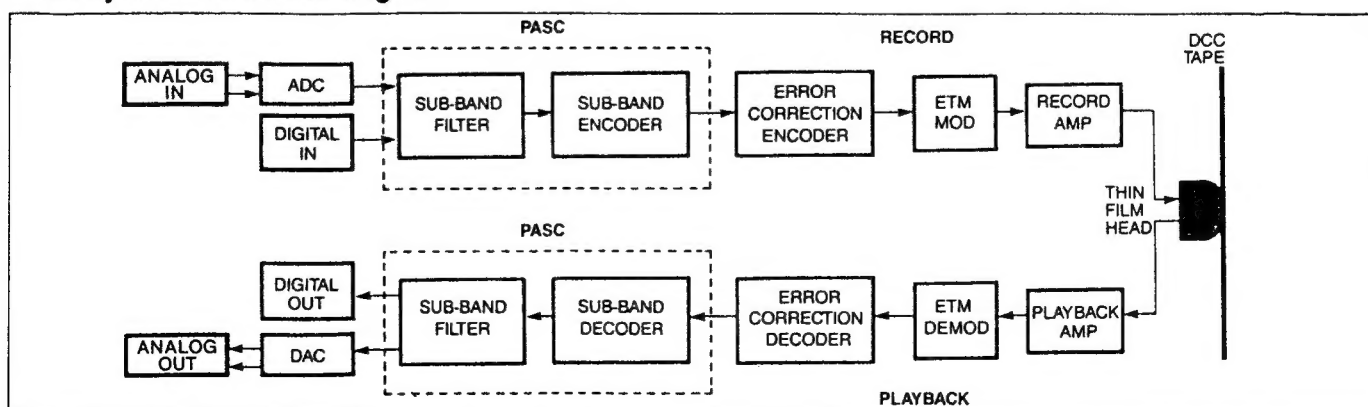 PASC
RECORD
DCC
TAPE
ANALOG
IN
ADC
DIGITAL
IN
SUB-BAND
FILTER
SUB-BAND
ENCODER
ERROR
CORRECTION
ENCODER
ETM
MOD
RECORD
AMP
THIN
FILM
HEAD
PASC
DIGITAL
OUT
ANALOG
OUT
DAC
SUB-BAND
FILTER
SUB-BAND
DECODER
ERROR
CORRECTION
DECODER
ETM
DEMOD
PLAYBACK
AMP
PLAYBACK